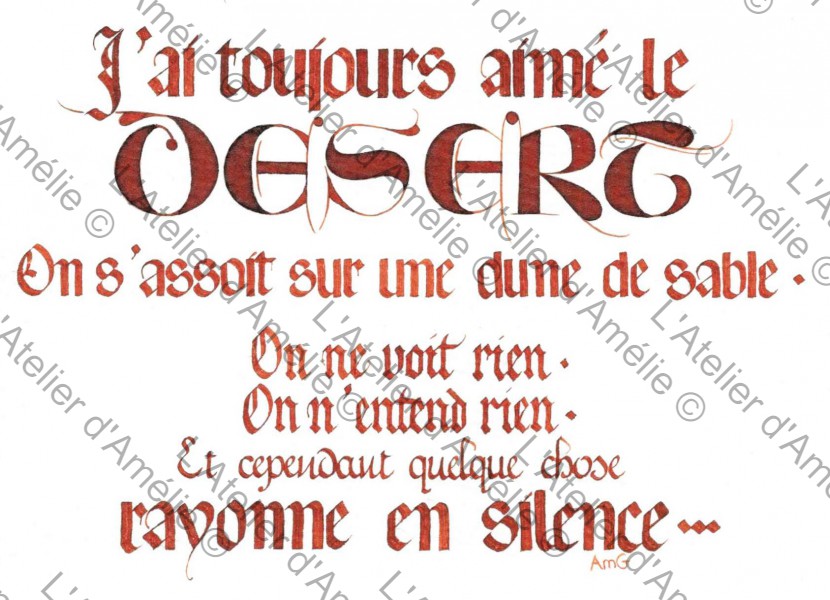 J'ai toujours aimé le
DESERT
On s'assoit sur une dune de sable.
On ne voit rien.
On n'entend rien.
Et cependant quelque chose
rayonne en silence...
AmG
L'Atelier d'Amélie ©